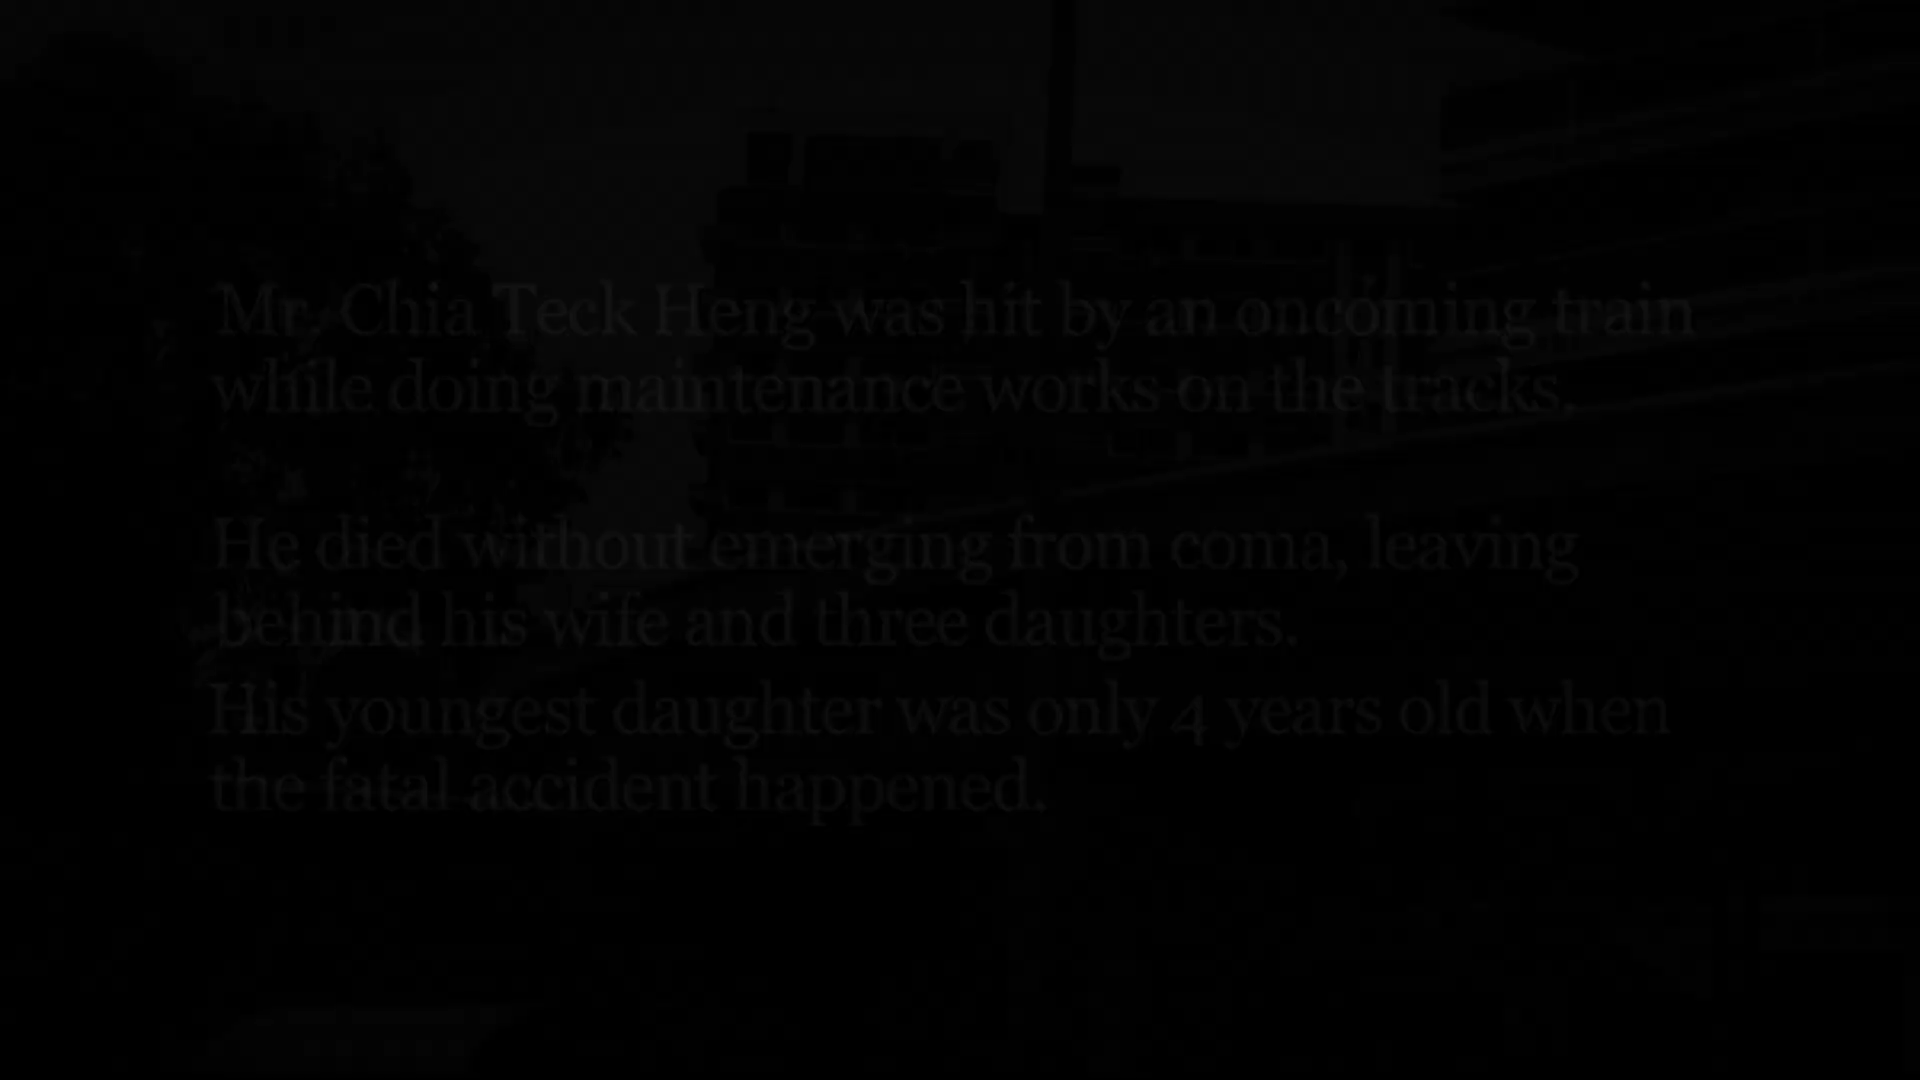 Mr. Chia Teck Heng was hit by an oncoming train
while doing maintenance works on the tracks.
He died without emerging from coma, leaving
behind his wife and three daughters.
His youngest daughter was only 4 years old when
the fatal accident happened.